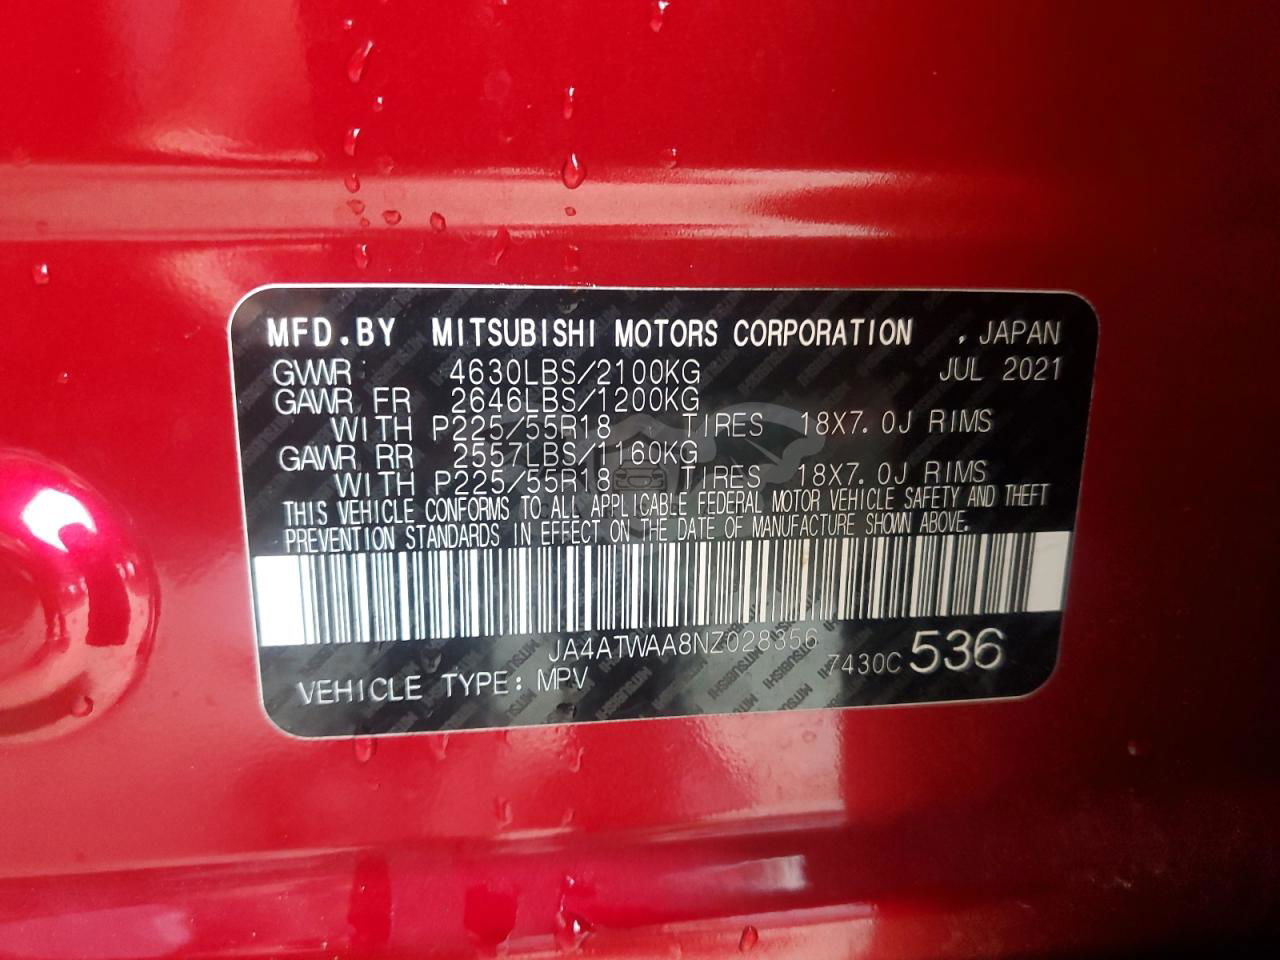 MFD.BY MITSUBISHI MOTORS CORPORATION . JAPAN
GVWR 4630LBS/2100KG JUL 2021
GAWR FR 2646LBS/1200KG
WITH P225/55R18 TIRES 18X7.0J RIMS
GAWR RR 2557LBS/1160KG
WITH P225/55R18 TIRES 18X7.0J RIMS
THIS VEHICLE CONFORMS TO ALL APPLICABLE FEDERAL MOTOR VEHICLE SAFETY AND THEFT
PREVENTION STANDARDS IN EFFECT ON THE DATE OF MANUFACTURE SHOWN ABOVE.
JA4ATWAA8NZ028356
7430C 536
VEHICLE TYPE: MPV